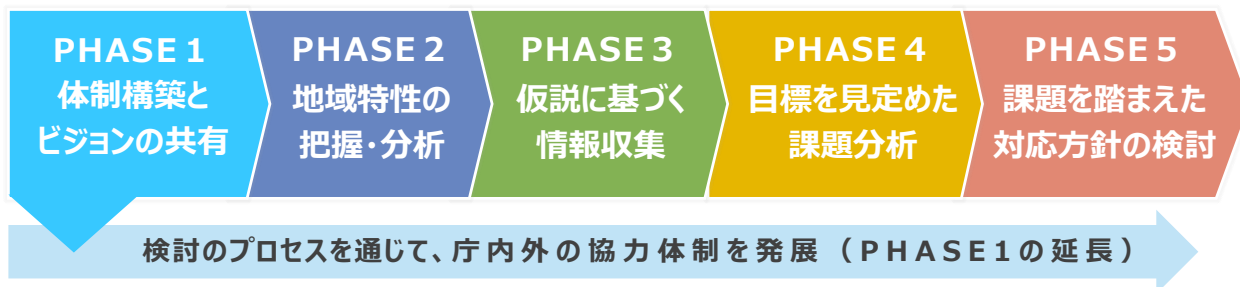 PHASE１
体制構築と
ビジョンの共有
PHASE２
地域特性の
把握・分析
PHASE３
仮説に基づく
情報収集
PHASE４
目標を見定めた
課題分析
PHASE５
課題を踏まえた
対応方針の検討
検討のプロセスを通じて、庁内外の協力体制を発展（PHASE1の延長）